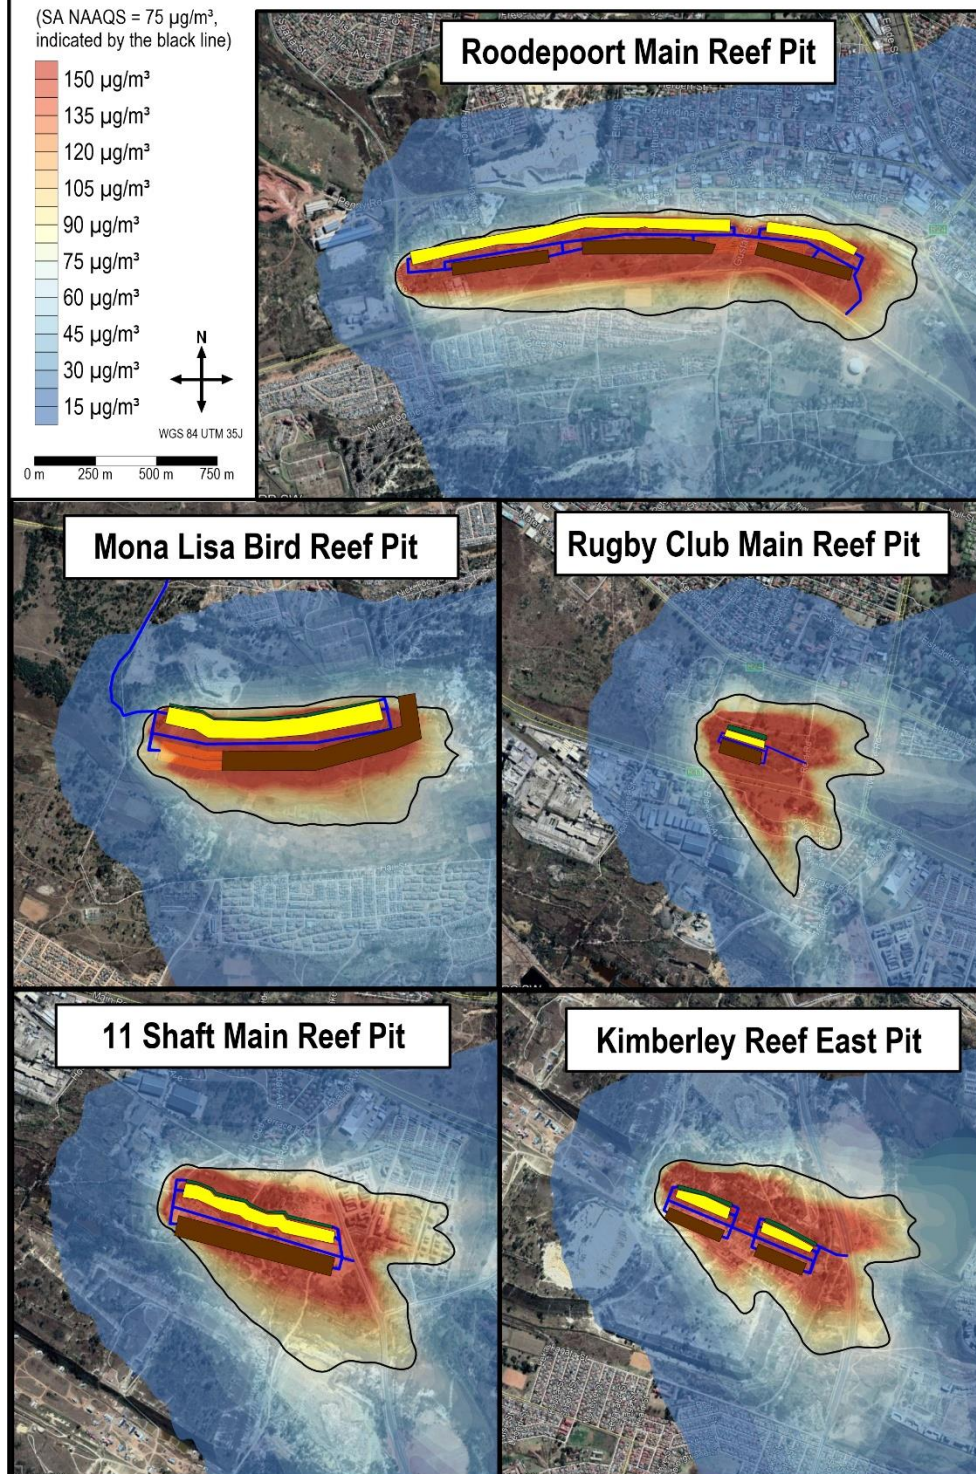 (SA NAAQS = 75 µg/m³,
indicated by the black line)
150 µg/m³
135 µg/m³
120 µg/m³
105 µg/m³
90 µg/m³
75 µg/m³
60 µg/m³
45 µg/m³
30 µg/m³
15 µg/m³
N
WGS 84 UTM 35J
0 m 250 m 500 m 750 m
Roodepoort Main Reef Pit
Mona Lisa Bird Reef Pit
Rugby Club Main Reef Pit
11 Shaft Main Reef Pit
Kimberley Reef East Pit